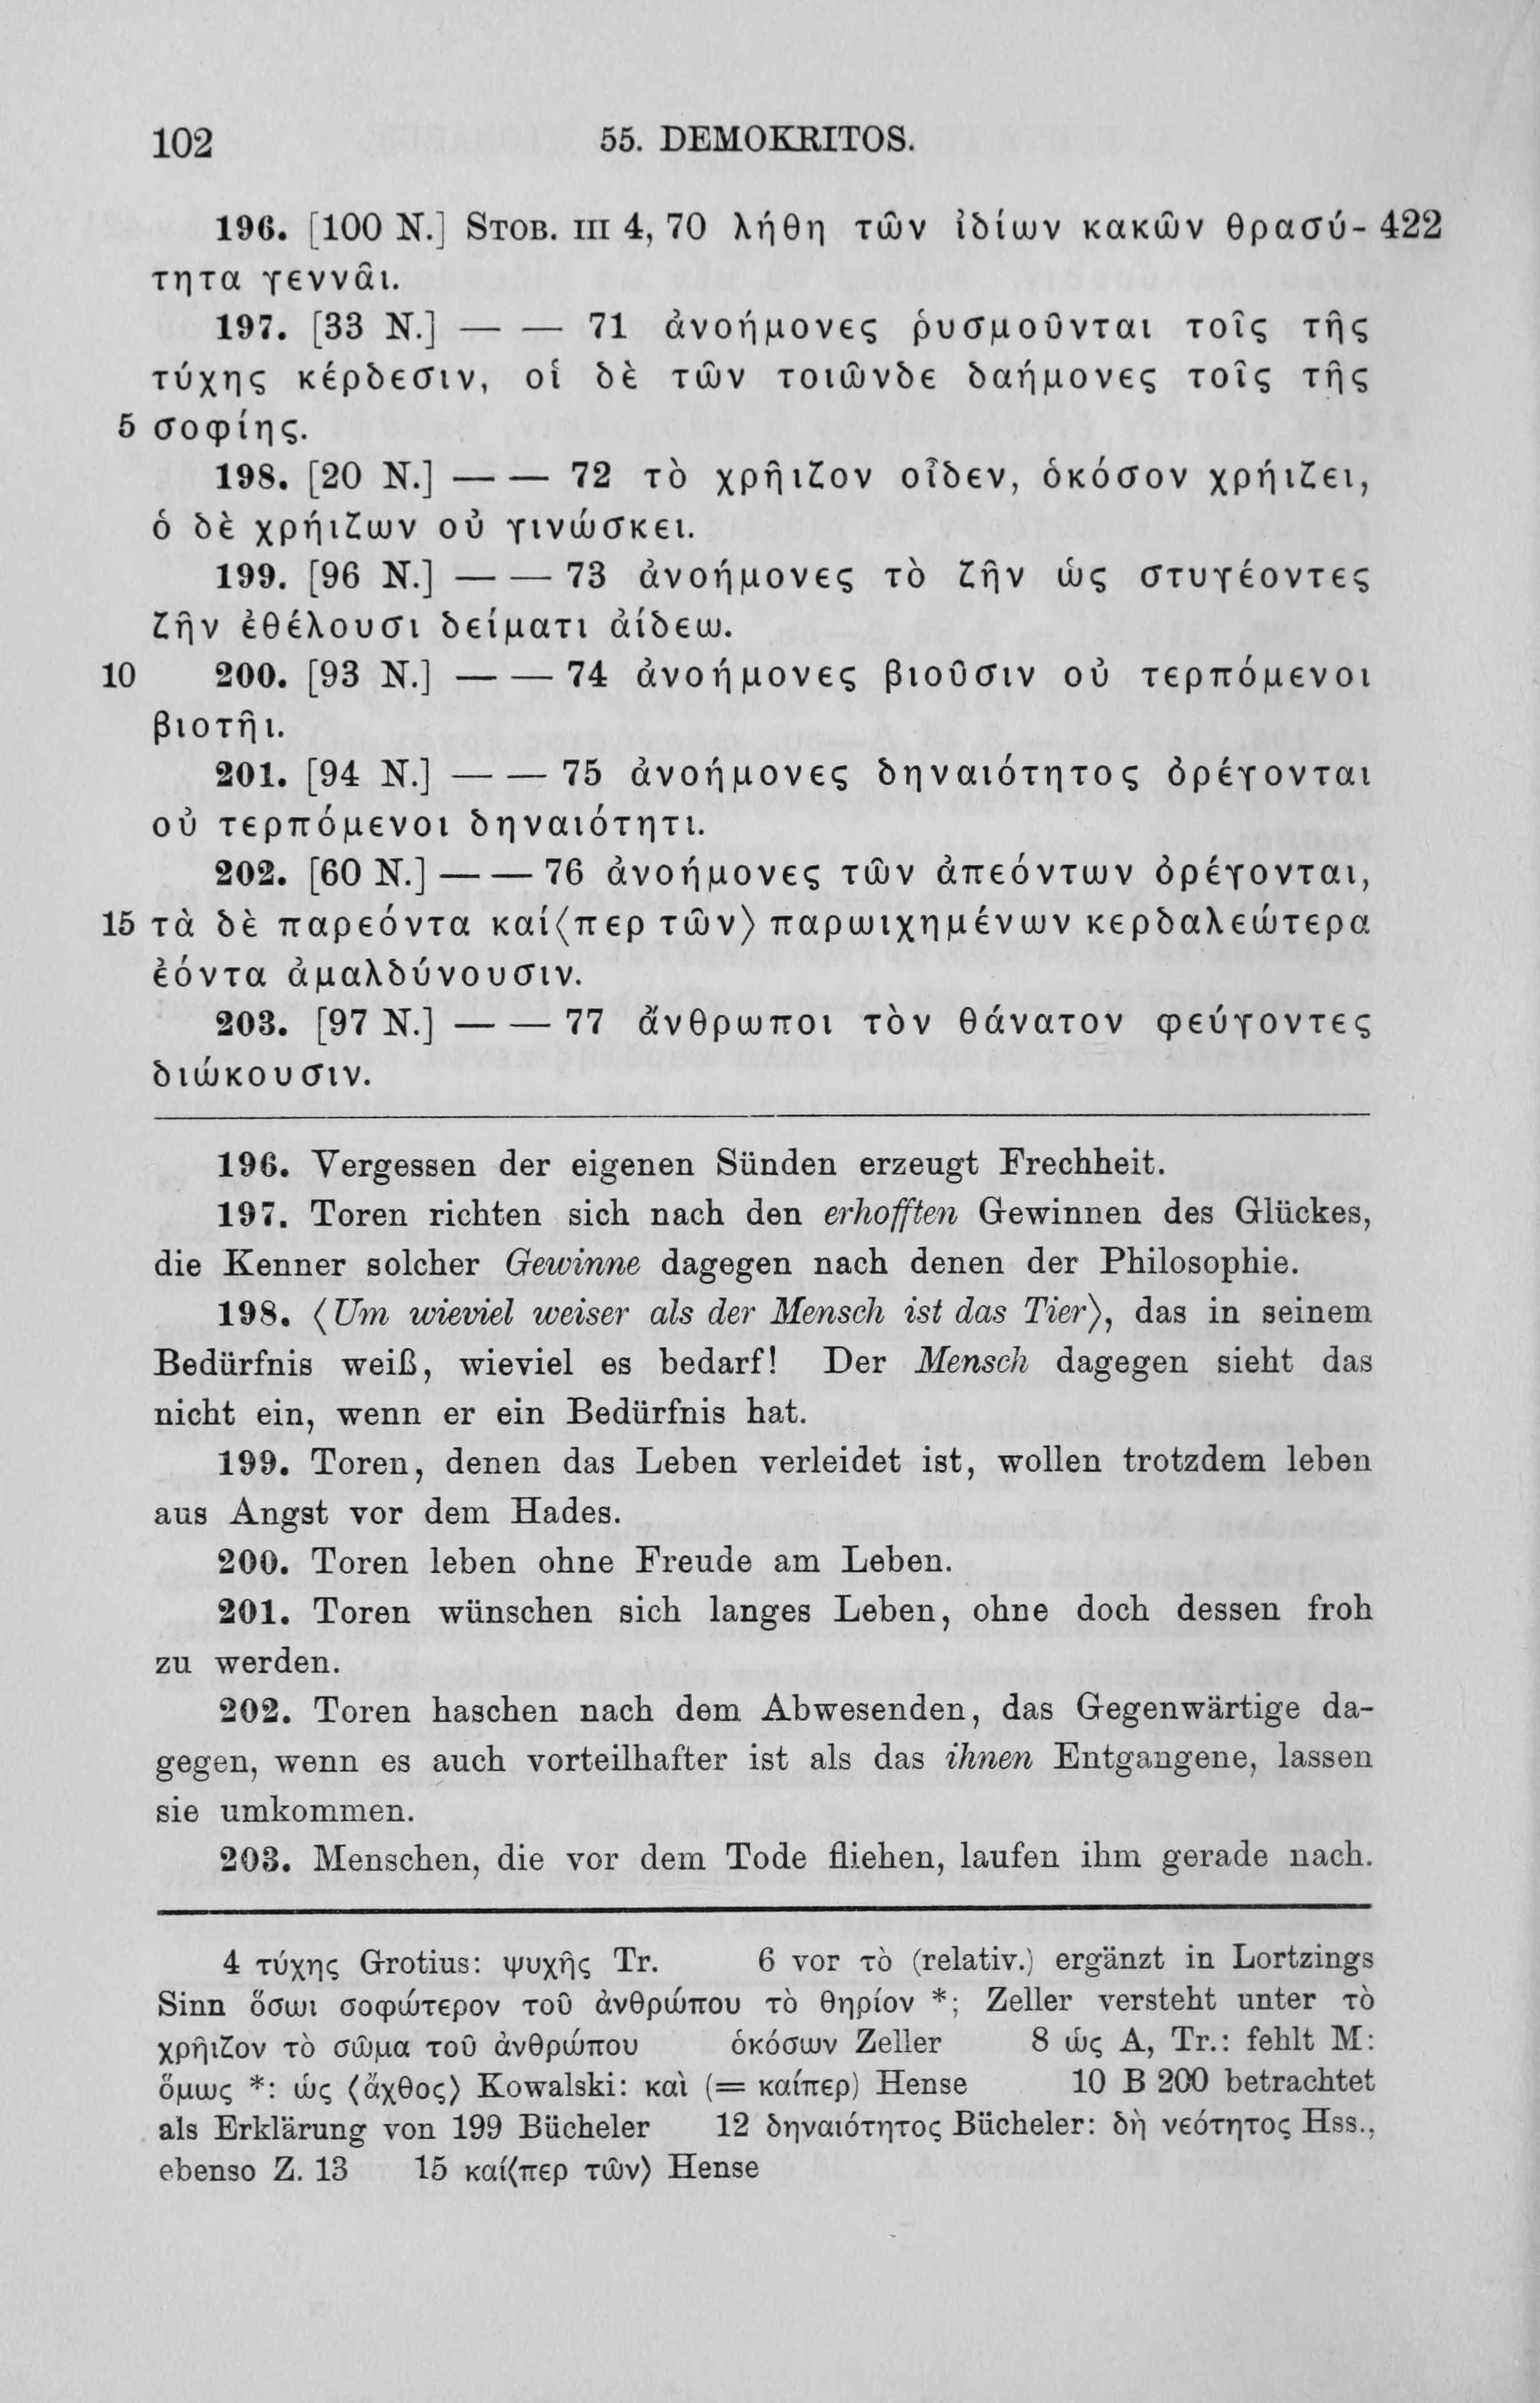 102 55. DEMOKRITOS.
196. [100 N.] STOB. III 4, 70 λήθη τῶν ἰδίων κακῶν θρασύ- 422
τητα γεννᾶι.
197. [33 N.] — — 71 ἀνοήμονες ῥυσμοῦνται τοῖς τῆς
τύχης κέρδεσιν, οἱ δὲ τῶν τοιῶνδε δαήμονες τοῖς τῆς
5 σοφίης.
198. [20 N.] — — 72 τὸ χρῆιζον οἶδεν, ὁκόσον χρήιζει,
ὁ δὲ χρήιζων οὐ γινώσκει.
199. [96 N.] — — 73 ἀνοήμονες τὸ ζῆν ὡς στυγέοντες
ζῆν ἐθέλουσι δείματι ἀίδεω.
10 200. [93 N.] — — 74 ἀνοήμονες βιοῦσιν οὐ τερπόμενοι
βιοτῆι.
201. [94 N.] — — 75 ἀνοήμονες δηναιότητος ὀρέγονται
οὐ τερπόμενοι δηναιότητι.
202. [60 N.] — — 76 ἀνοήμονες τῶν ἀπεόντων ὀρέγονται,
15 τὰ δὲ παρεόντα καί⟨περ τῶν⟩ παρωιχημένων κερδαλεώτερα
ἐόντα ἀμαλδύνουσιν.
203. [97 N.] — — 77 ἄνθρωποι τὸν θάνατον φεύγοντες
διώκουσιν.
196. Vergessen der eigenen Sünden erzeugt Frechheit.
197. Toren richten sich nach den erhofften Gewinnen des Glückes,
die Kenner solcher Gewinne dagegen nach denen der Philosophie.
198. ⟨Um wieviel weiser als der Mensch ist das Tier⟩, das in seinem
Bedürfnis weiß, wieviel es bedarf! Der Mensch dagegen sieht das
nicht ein, wenn er ein Bedürfnis hat.
199. Toren, denen das Leben verleidet ist, wollen trotzdem leben
aus Angst vor dem Hades.
200. Toren leben ohne Freude am Leben.
201. Toren wünschen sich langes Leben, ohne doch dessen froh
zu werden.
202. Toren haschen nach dem Abwesenden, das Gegenwärtige da-
gegen, wenn es auch vorteilhafter ist als das ihnen Entgangene, lassen
sie umkommen.
203. Menschen, die vor dem Tode fliehen, laufen ihm gerade nach.
4 τύχης Grotius: ψυχῆς Tr. 6 vor τὸ (relativ.) ergänzt in Lortzings
Sinn ὅσωι σοφώτερον τοῦ ἀνθρώπου τὸ θηρίον *; Zeller versteht unter τὸ
χρῆιζον τὸ σῶμα τοῦ ἀνθρώπου ὁκόσων Zeller 8 ὡς A, Tr.: fehlt M:
ὅμως *: ὡς ⟨ἄχθος⟩ Kowalski: καὶ (= καίπερ) Hense 10 B 200 betrachtet
als Erklärung von 199 Bücheler 12 δηναιότητος Bücheler: δὴ νεότητος Hss.,
ebenso Z. 13 15 καί⟨περ τῶν⟩ Hense